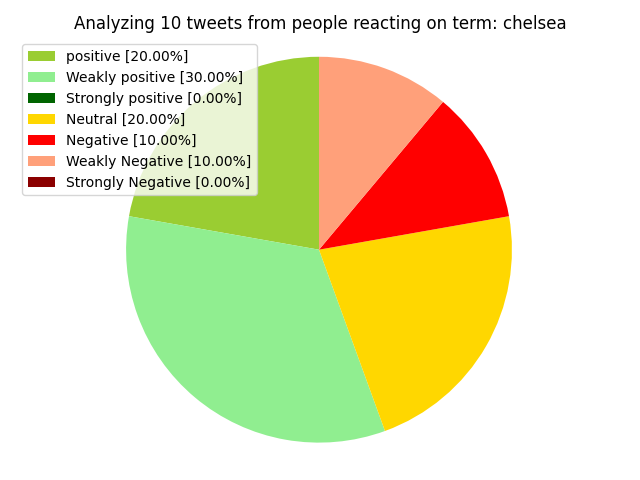 Analyzing 10 tweets from people reacting on term: chelsea
positive [20.00%]
Weakly positive [30.00%]
Strongly positive [0.00%]
Neutral [20.00%]
Negative [10.00%]
Weakly Negative [10.00%]
Strongly Negative [0.00%]